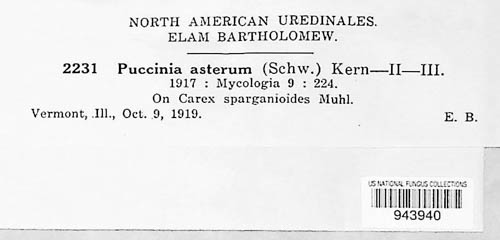 NORTH AMERICAN UREDINALES.
ELAM BARTHOLOMEW.
2231 Puccinia asterum (Schw.) Kern—II—III.
1917 : Mycologia 9 : 224.
On Carex sparganioides Muhl.
Vermont, Ill., Oct. 9, 1919. E. B.
US NATIONAL FUNGUS COLLECTIONS
943940